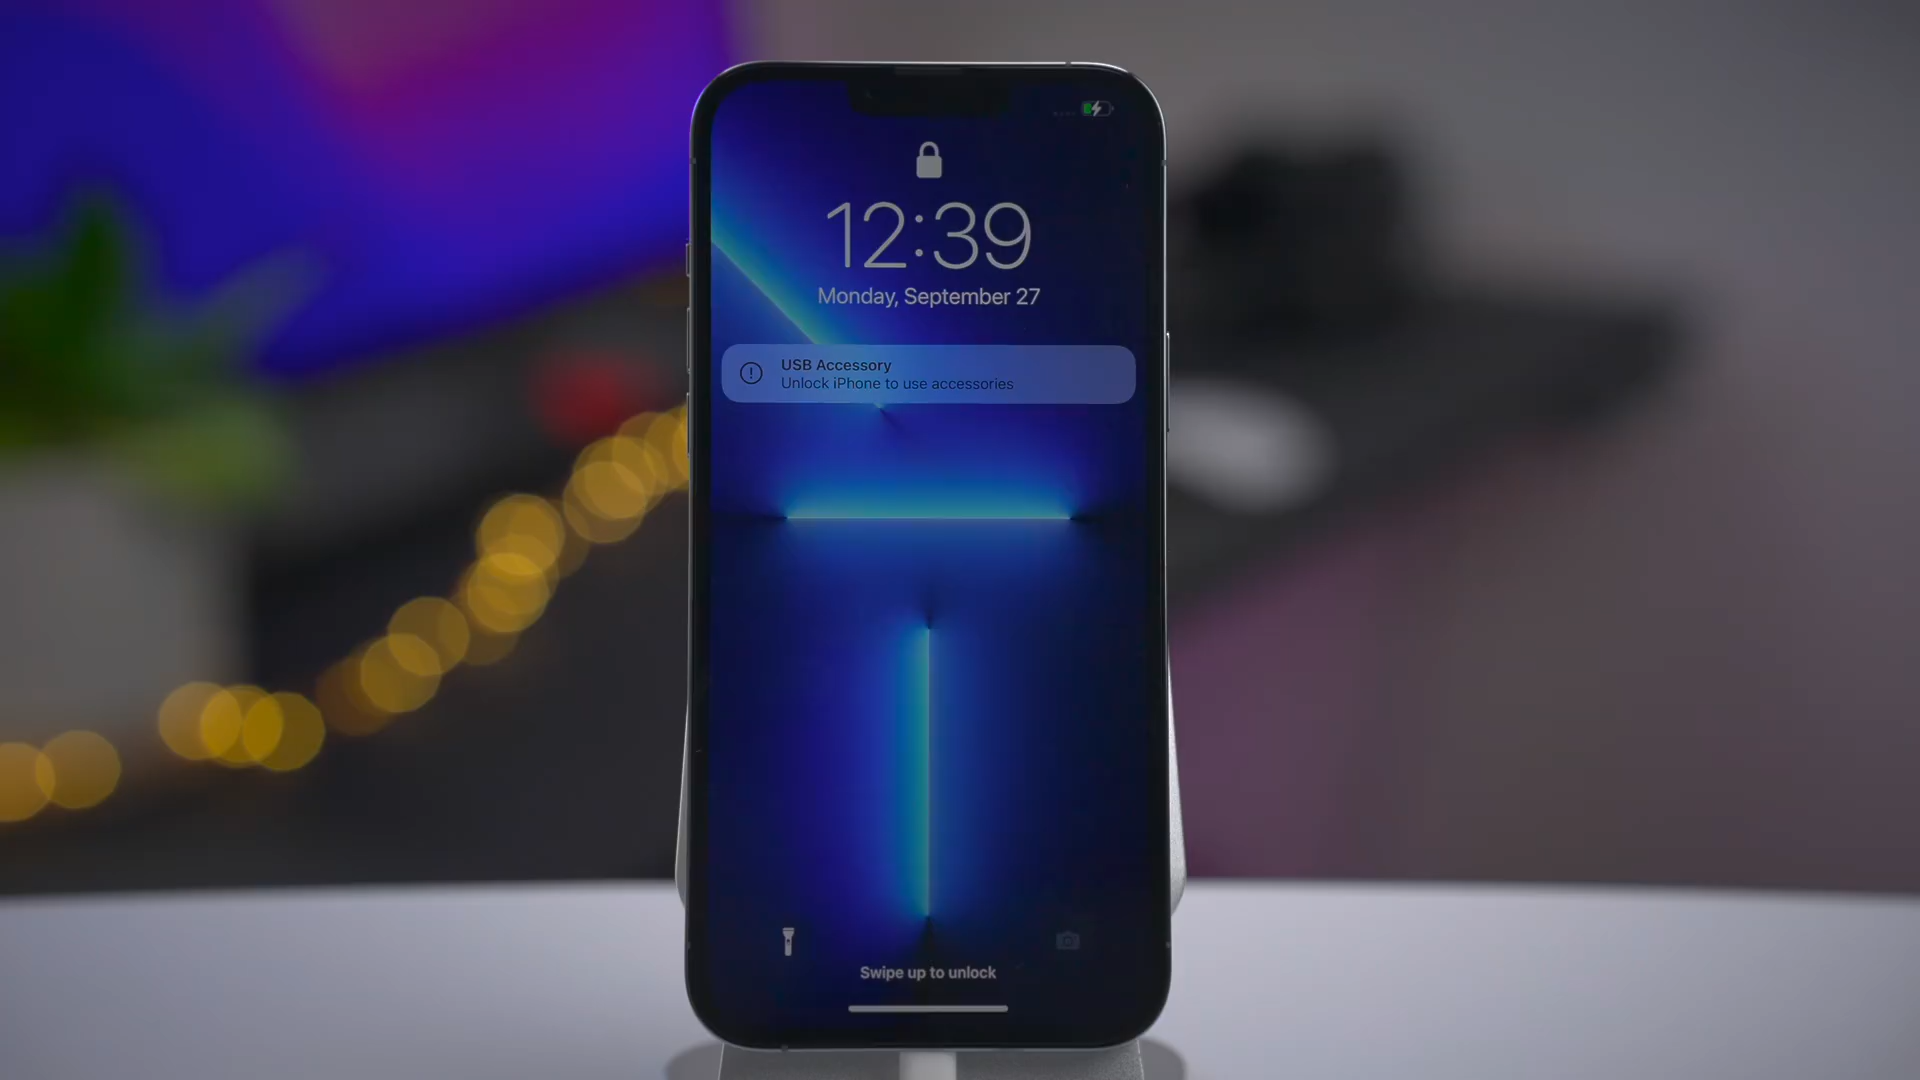 12:39
Monday, September 27
USB Accessory
Unlock iPhone to use accessories
Swipe up to unlock